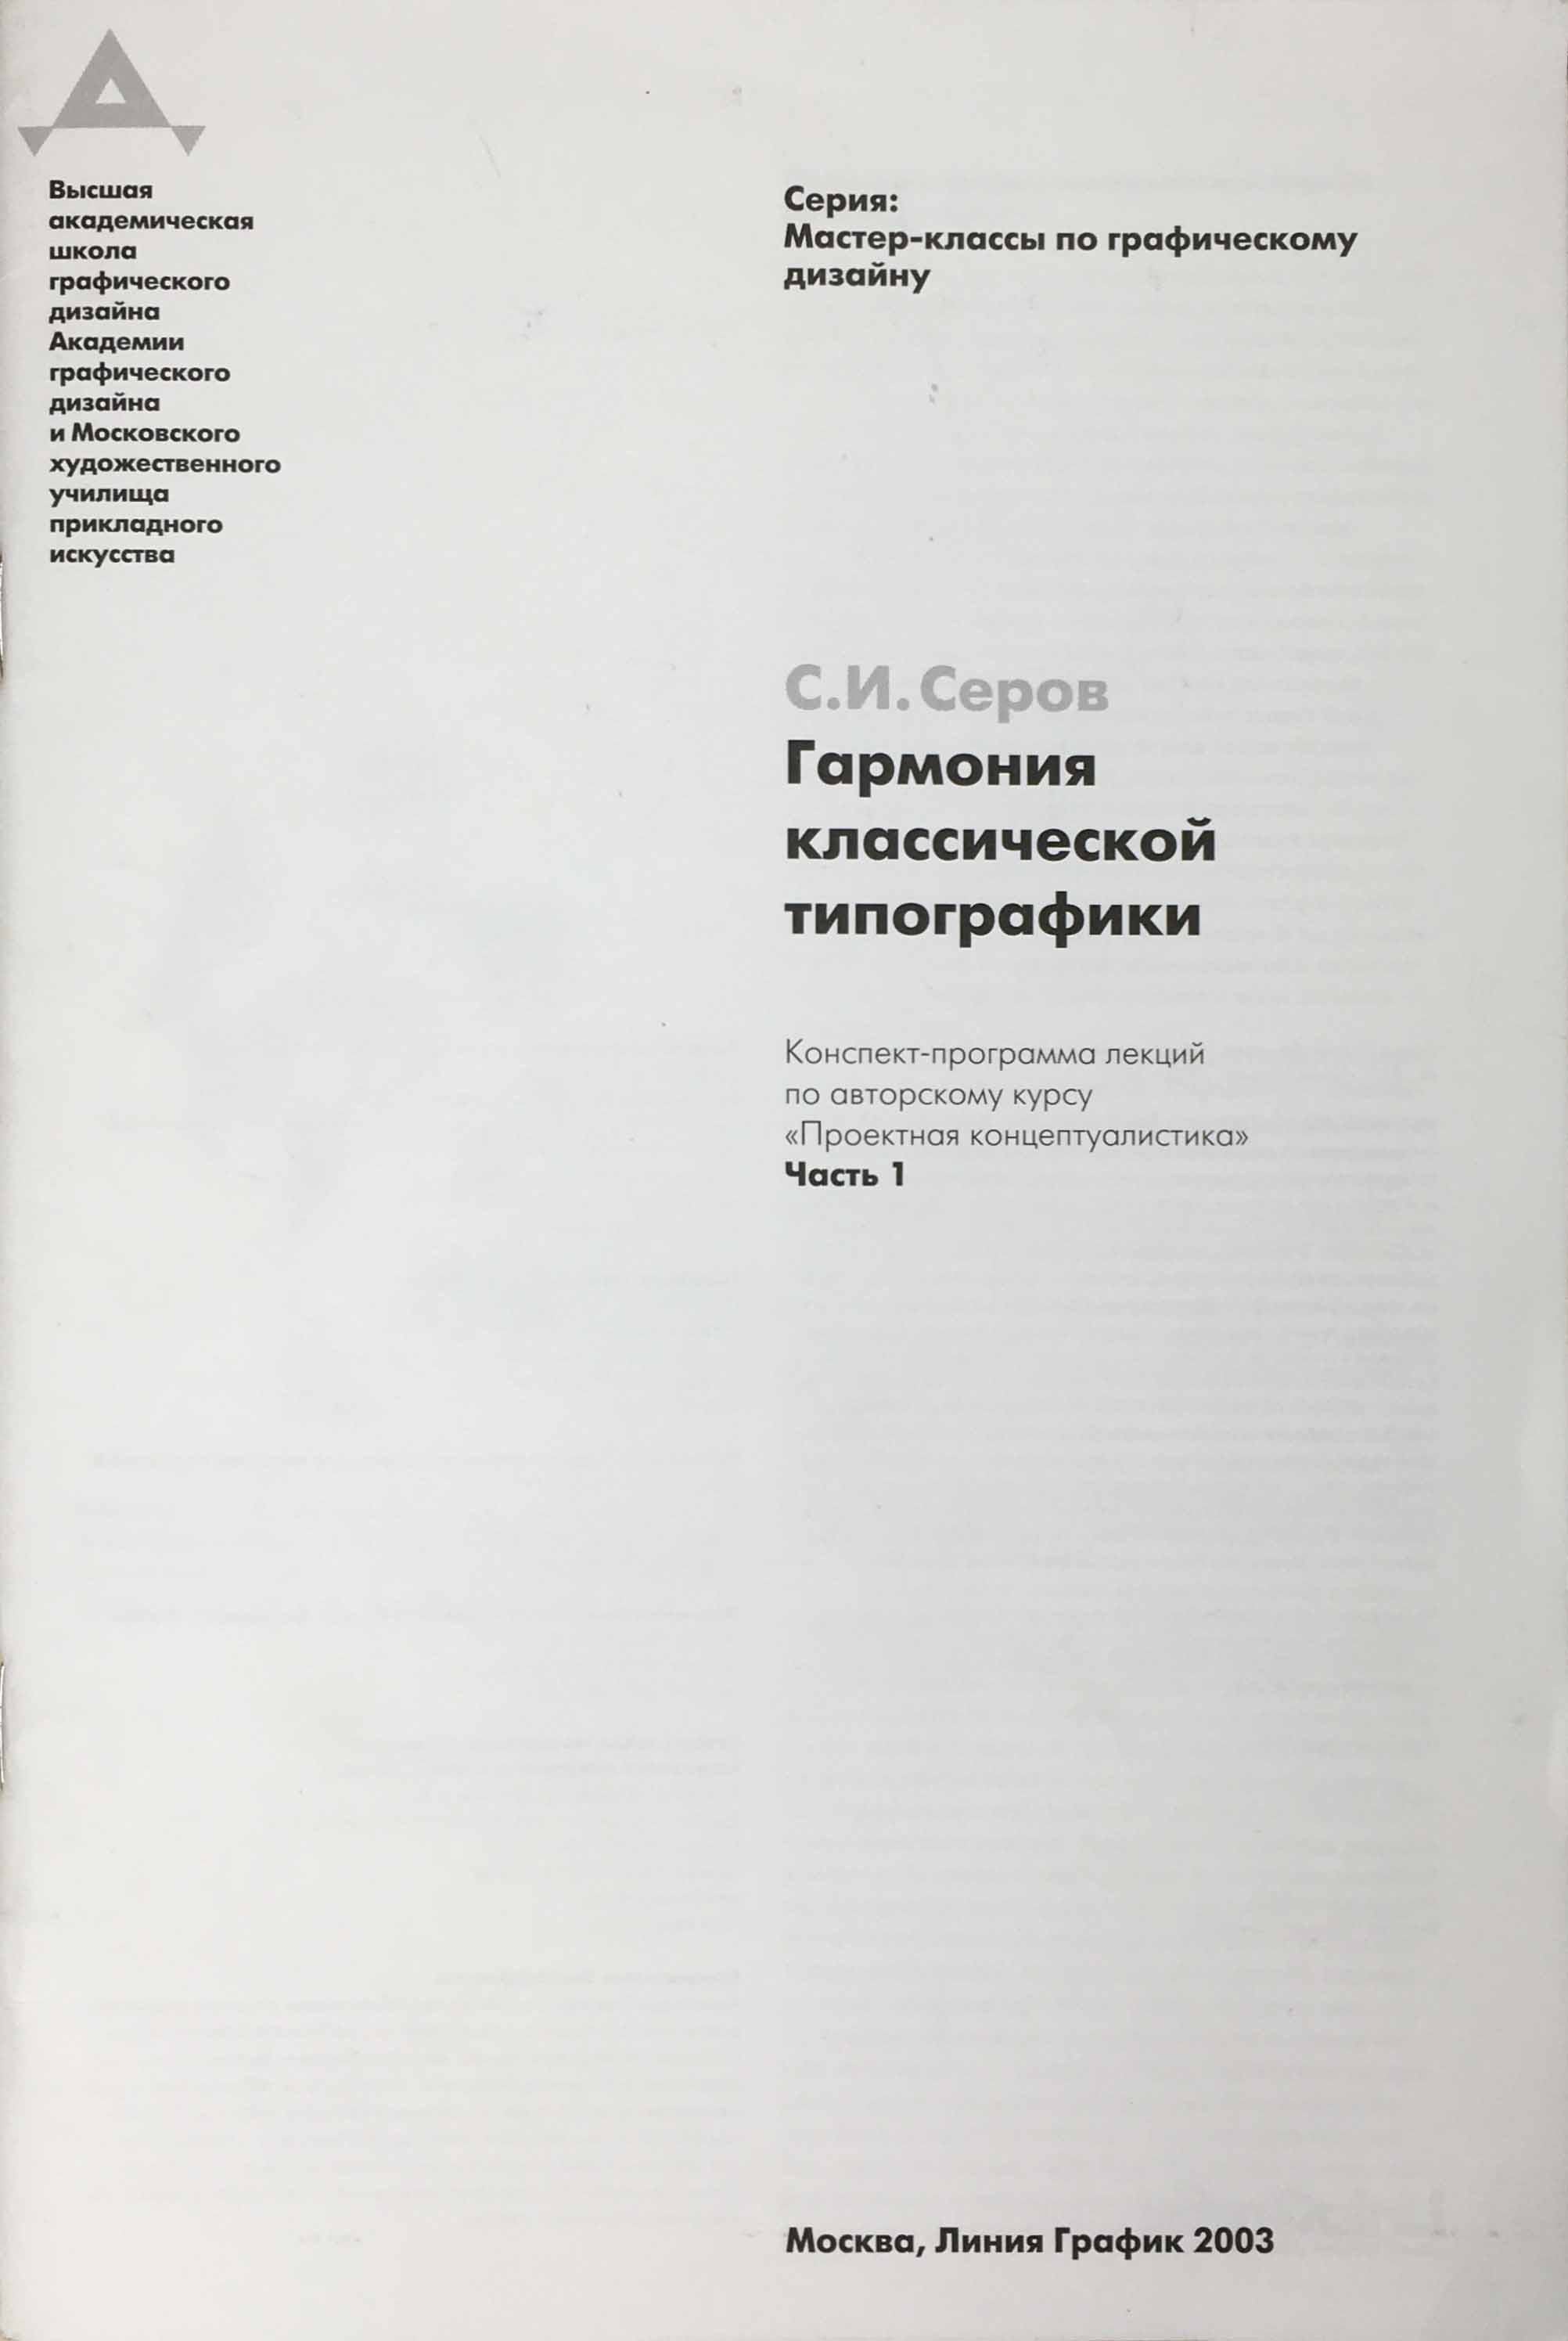 Высшая
академическая
школа
графического
дизайна
Академии
графического
дизайна
и Московского
художественного
училища
прикладного
искусства
Серия:
Мастер-классы по графическому
дизайну
С.И. Серов
Гармония
классической
типографики
Конспект-программа лекций
по авторскому курсу
«Проектная концептуалистика»
Часть 1
Москва, Линия График 2003